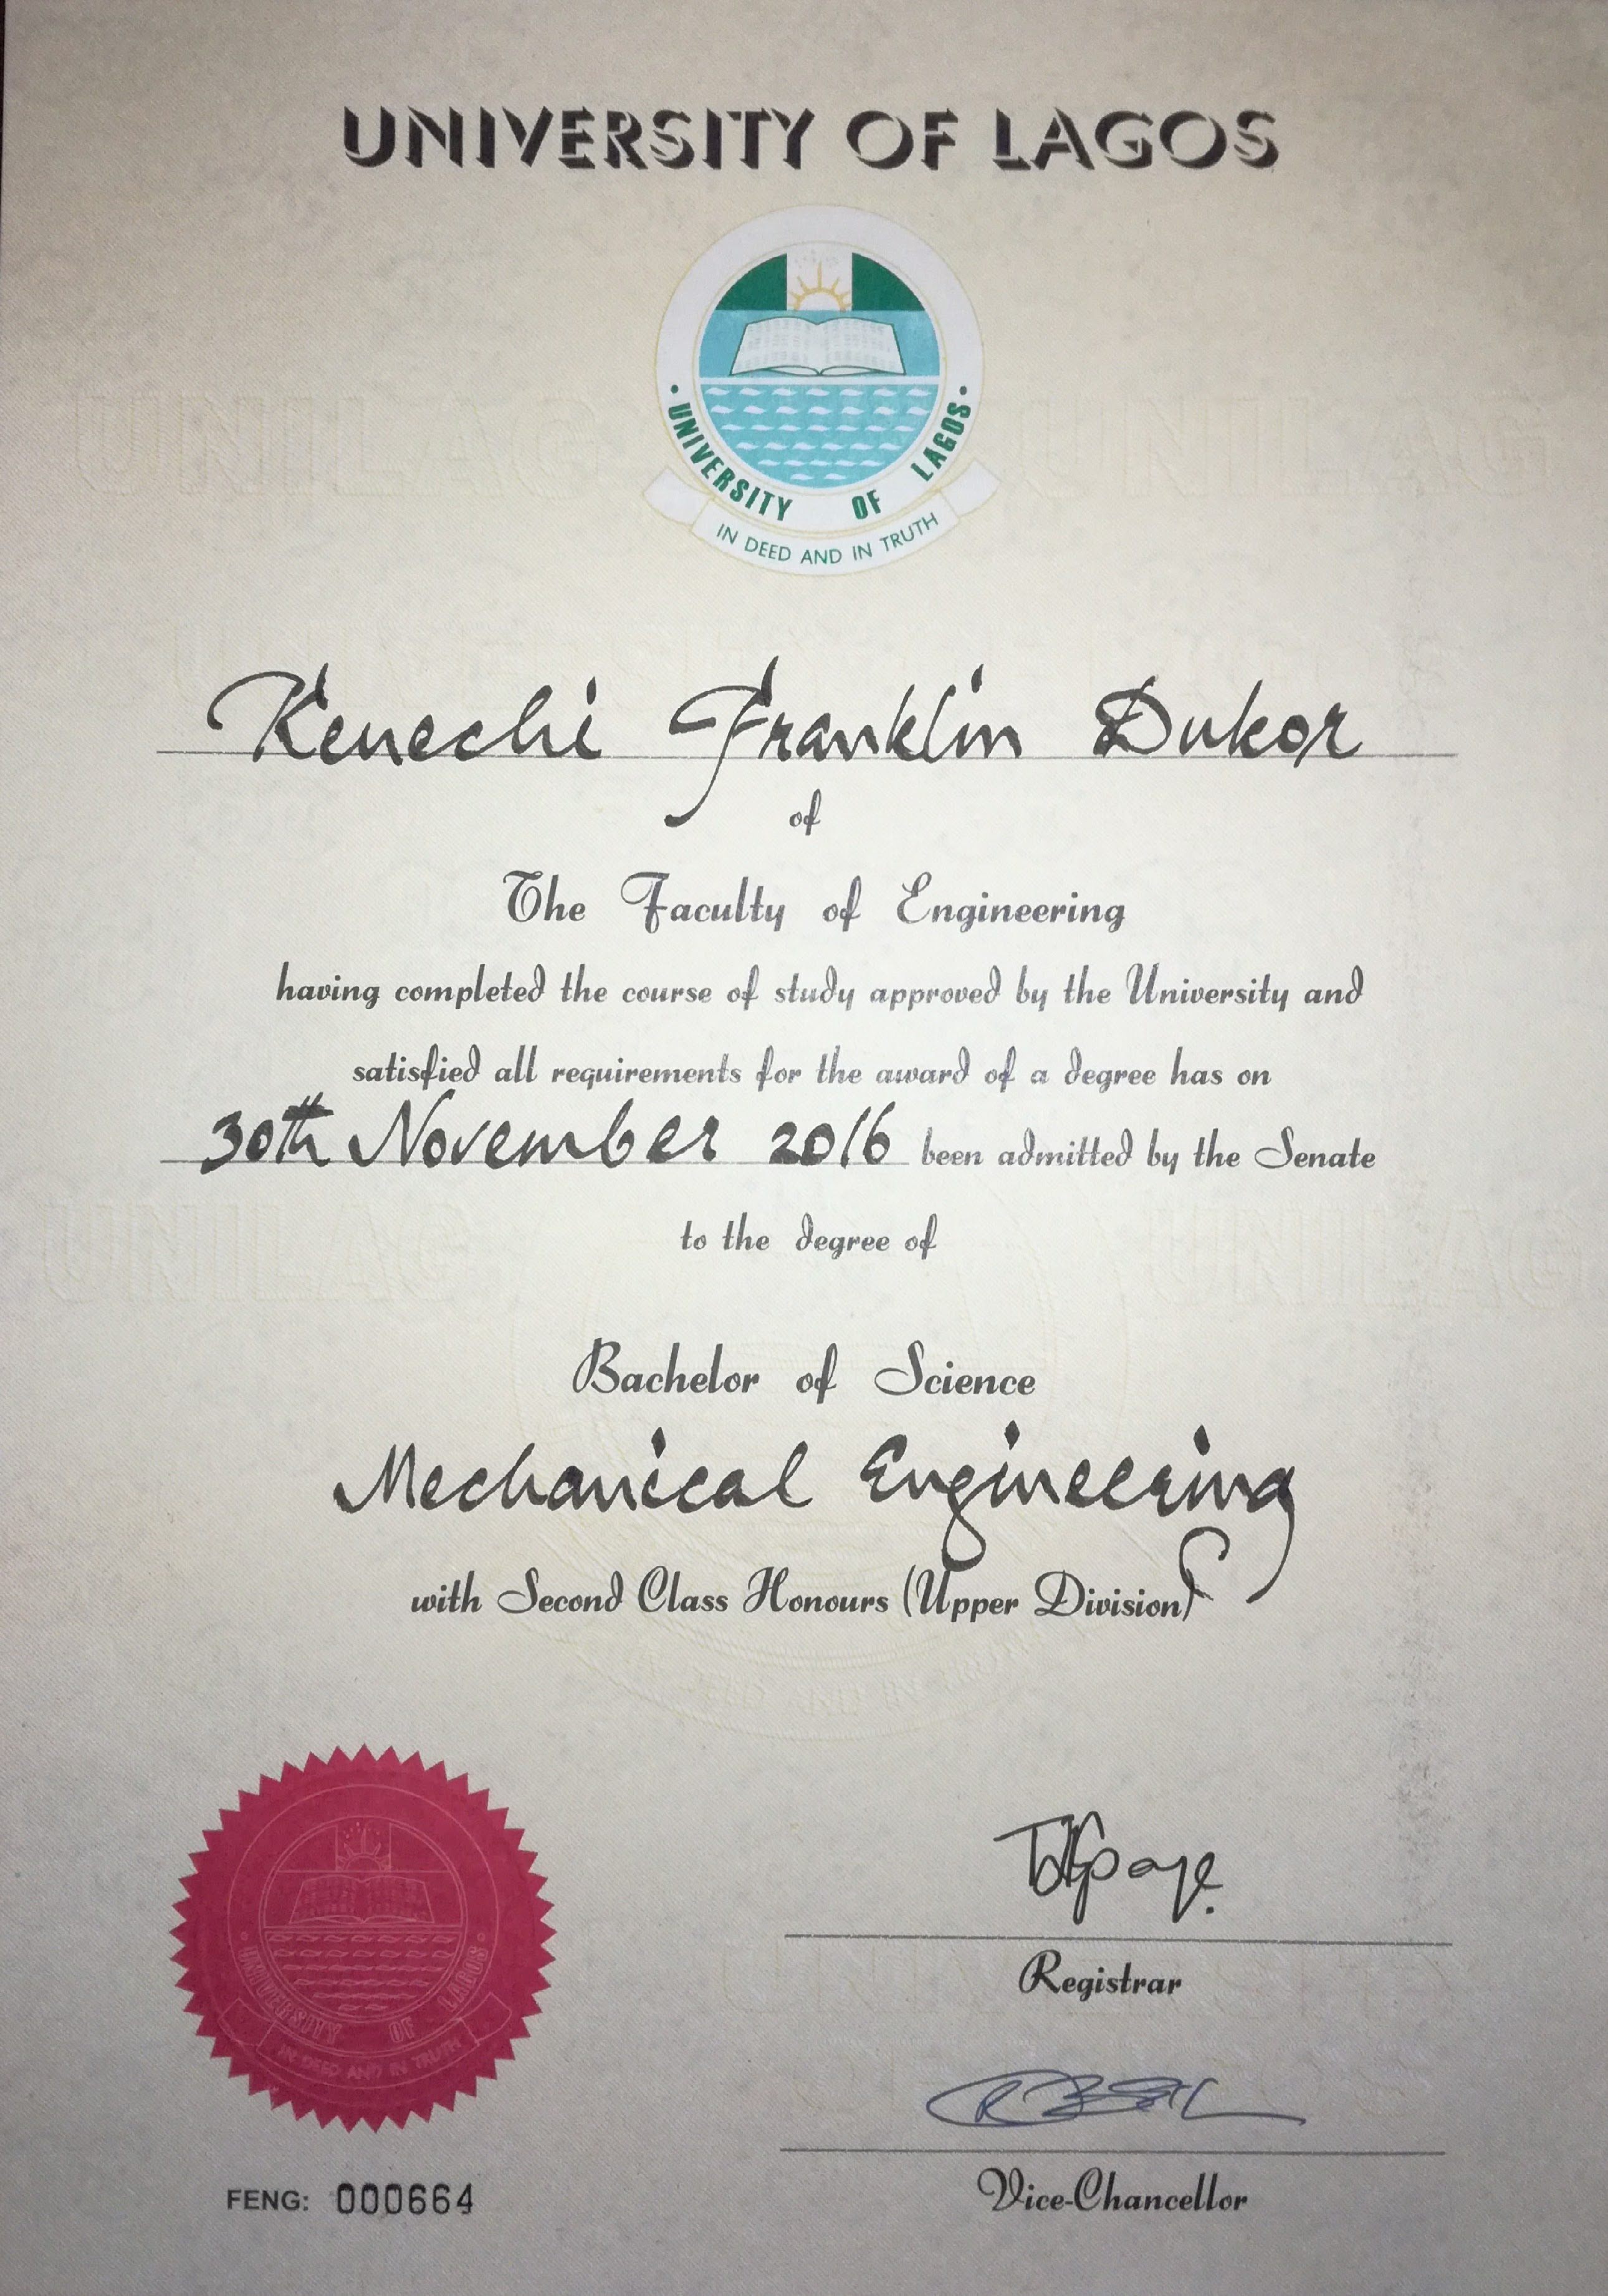 UNIVERSITY OF LAGOS
UNIVERSITY OF LAGOS
IN DEED AND IN TRUTH
Kenechi Franklin Dukor
of
The Faculty of Engineering
having completed the course of study approved by the University and
satisfied all requirements for the award of a degree has on
30th November 2016 been admitted by the Senate
to the degree of
Bachelor of Science
Mechanical Engineering
with Second Class Honours (Upper Division)
UNIVERSITY OF LAGOS
IN DEED AND IN TRUTH
Registrar
FENG: 000664
Vice-Chancellor